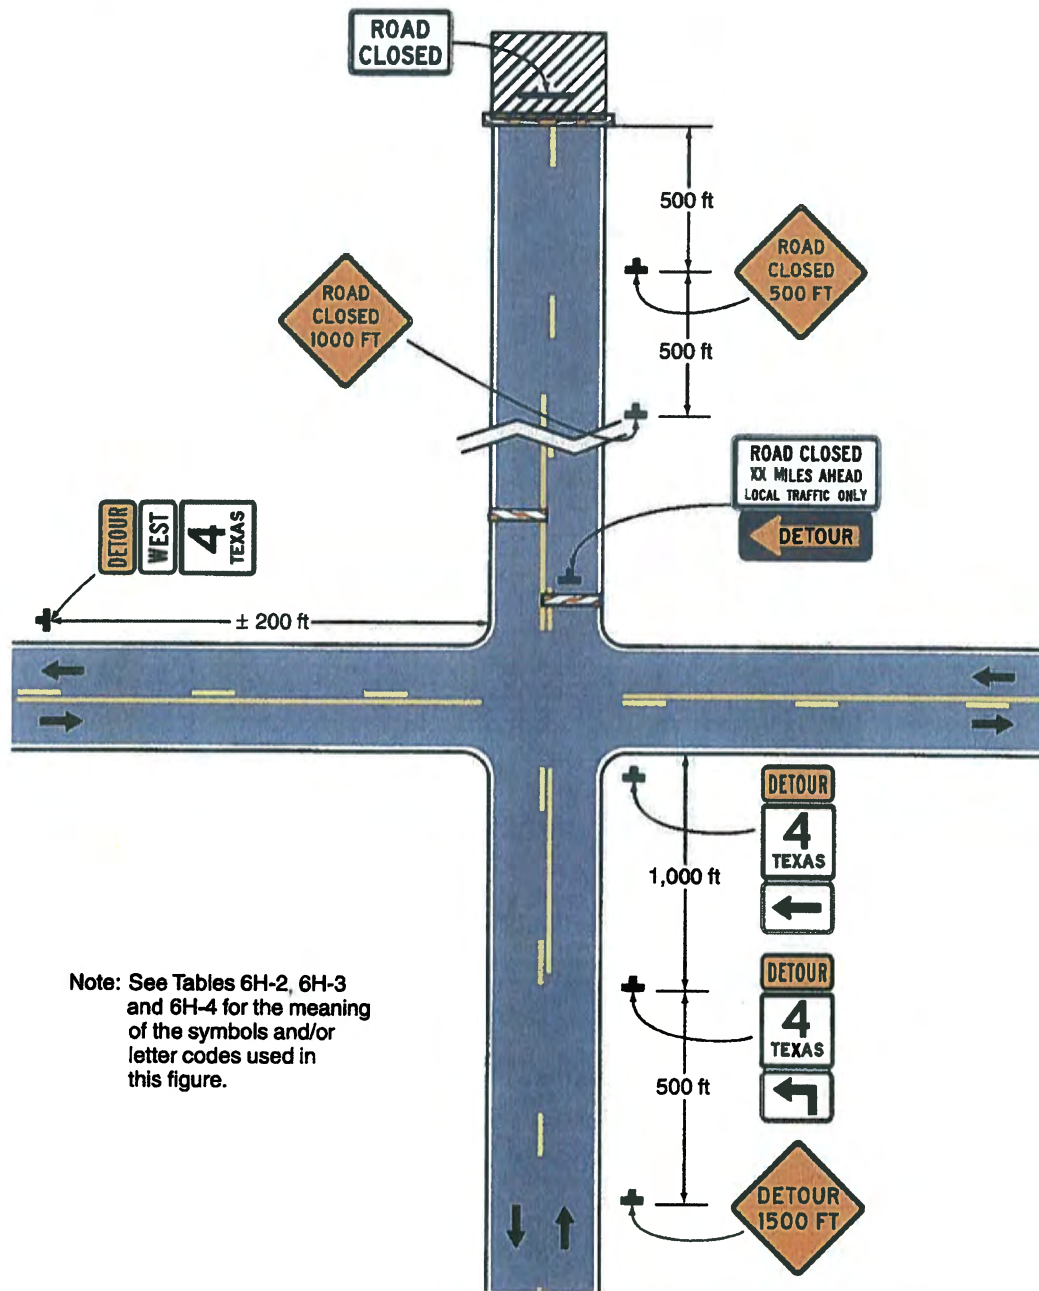 ROAD
CLOSED
500 ft
ROAD
CLOSED
500 FT
ROAD
CLOSED
1000 FT
500 ft
ROAD CLOSED
XX MILES AHEAD
LOCAL TRAFFIC ONLY
DETOUR
DETOUR
WEST
4
TEXAS
± 200 ft
DETOUR
4
TEXAS
1,000 ft
DETOUR
4
TEXAS
500 ft
Note: See Tables 6H-2, 6H-3
and 6H-4 for the meaning
of the symbols and/or
letter codes used in
this figure.
DETOUR
1500 FT